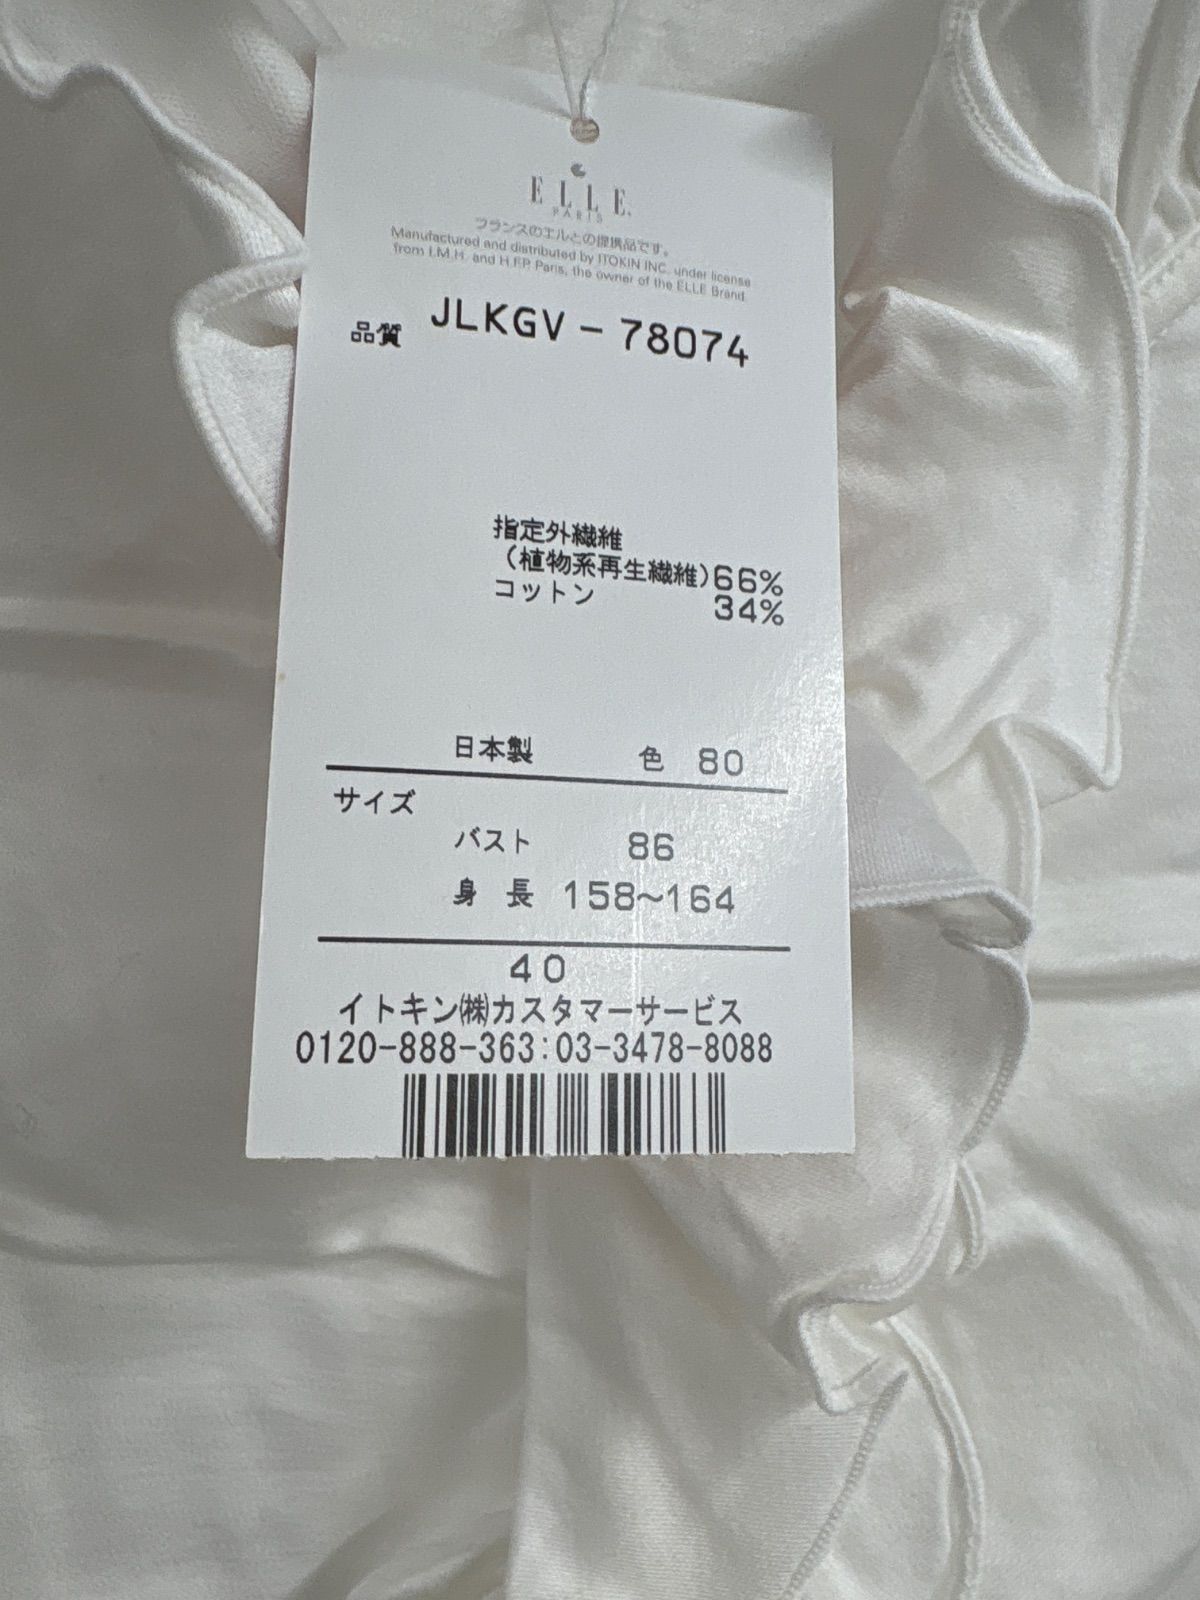 ELLE
PARIS
フランスのエルとの提携品です。
Manufactured and distributed by ITOKIN INC. under license
from I.M.H. and H.F.P. Paris, the owner of the ELLE Brand.
品質 JLKGV-78074
指定外繊維
(植物系再生繊維)66%
コットン 34%
日本製 色 80
サイズ
バスト 86
身長 158~164
40
イトキン㈱カスタマーサービス
0120-888-363:03-3478-8088